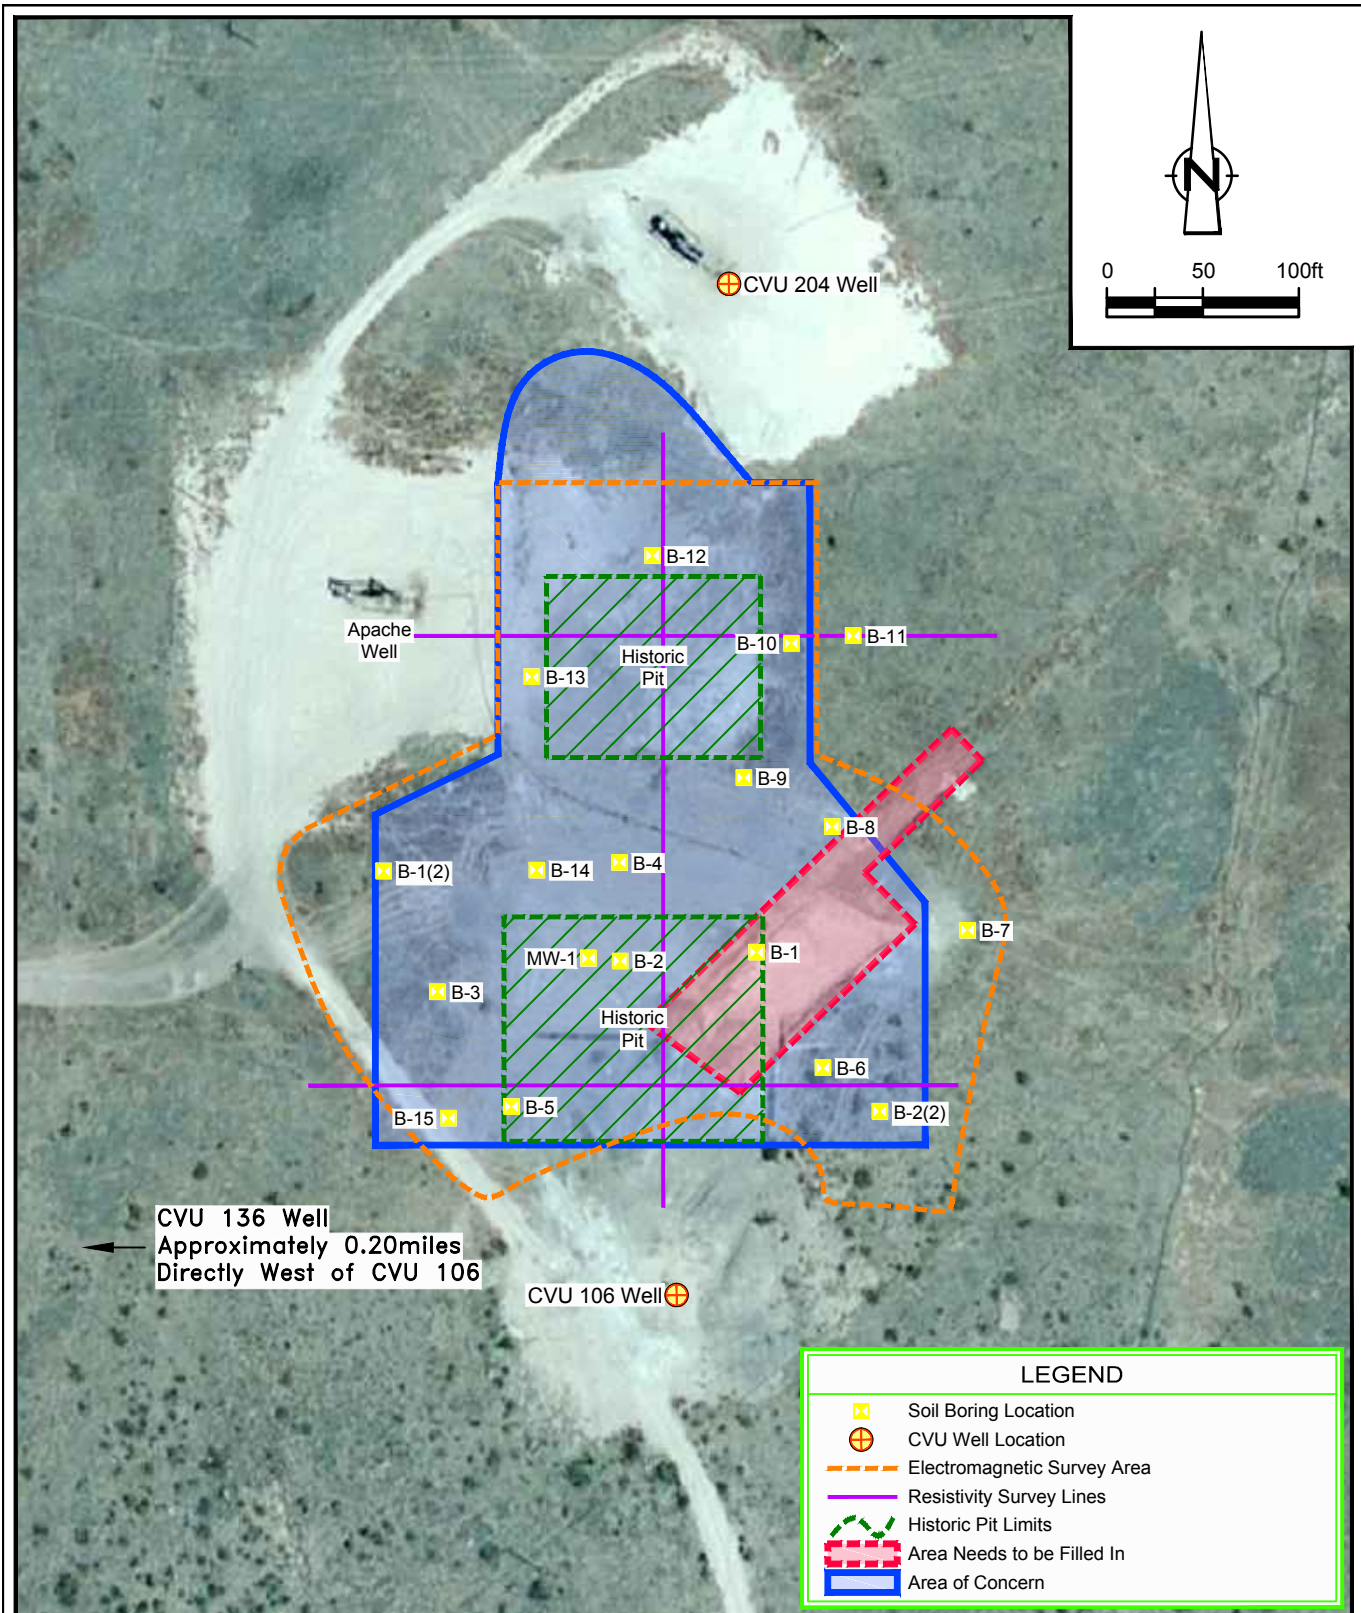 N
0 50 100ft
CVU 204 Well
B-12
Apache
Well
B-10
B-11
Historic
Pit
B-13
B-9
B-8
B-1(2)
B-14
B-4
B-7
MW-1
B-2
B-1
B-3
Historic
Pit
B-6
B-5
B-15
B-2(2)
CVU 136 Well
Approximately 0.20miles
Directly West of CVU 106
CVU 106 Well
LEGEND
Soil Boring Location
CVU Well Location
Electromagnetic Survey Area
Resistivity Survey Lines
Historic Pit Limits
Area Needs to be Filled In
Area of Concern